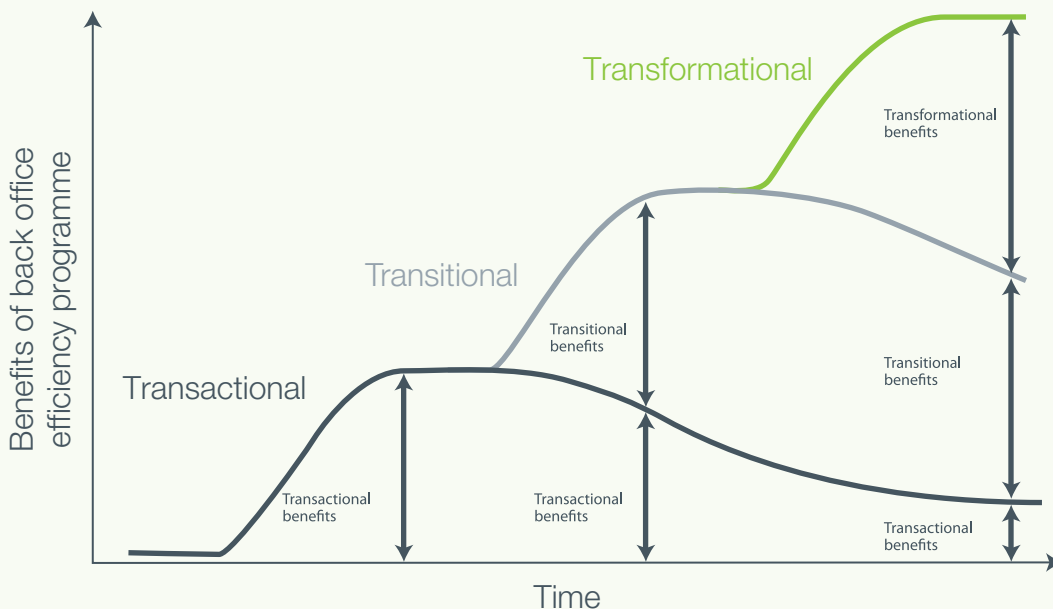 Benefits of back office
efficiency programme
Transformational
Transformational
benefits
Transitional
Transitional
benefits
Transitional
benefits
Transactional
Transactional
benefits
Transactional
benefits
Transactional
benefits
Time